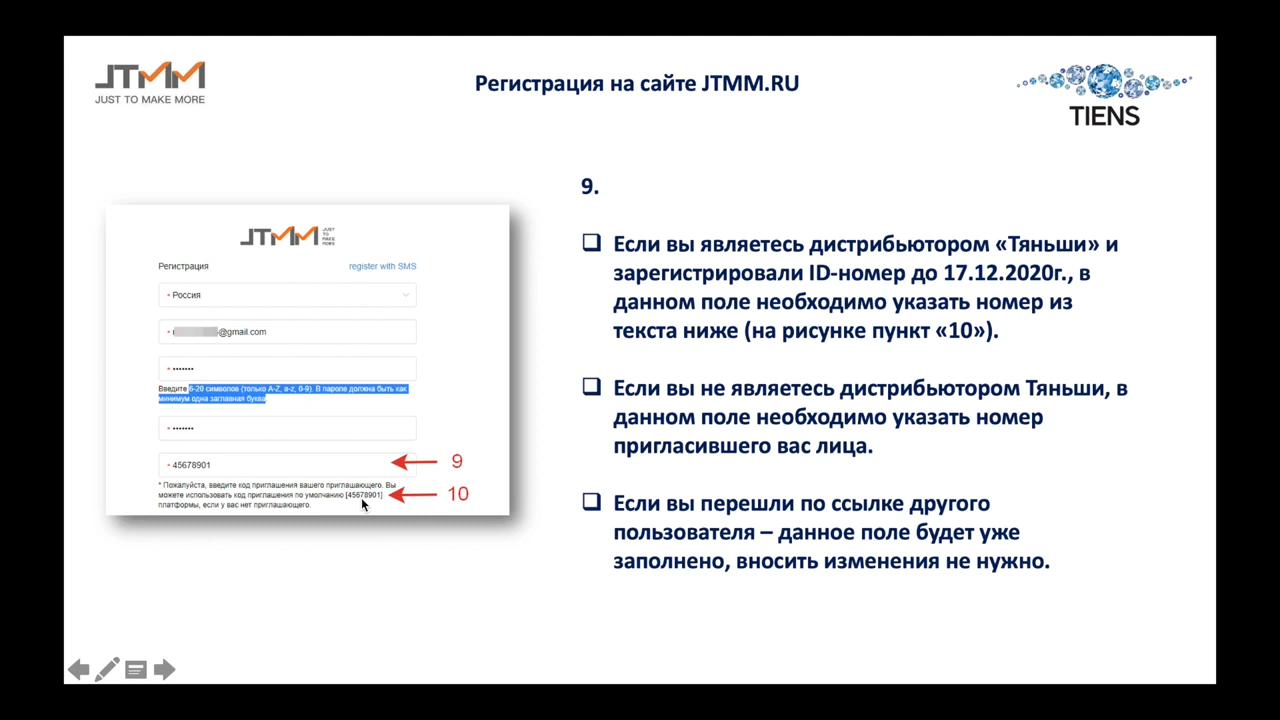 JTMM
JUST TO MAKE MORE
Регистрация на сайте JTMM.RU
TIENS
JTMM
JUST
TO
MAKE
MORE
Регистрация
register with SMS
* Россия
@gmail.com
* •••••••
Введите 6-20 символов (только A-Z, a-z, 0-9). В пароле должна быть как
минимум одна заглавная буква
* •••••••
* 45678901
9
* Пожалуйста, введите код приглашения вашего приглашающего. Вы
можете использовать код приглашения по умолчанию [45678901]
платформы, если у вас нет приглашающего.
10
9.
❑ Если вы являетесь дистрибьютором «Тяньши» и
зарегистрировали ID-номер до 17.12.2020г., в
данном поле необходимо указать номер из
текста ниже (на рисунке пункт «10»).
❑ Если вы не являетесь дистрибьютором Тяньши, в
данном поле необходимо указать номер
пригласившего вас лица.
❑ Если вы перешли по ссылке другого
пользователя – данное поле будет уже
заполнено, вносить изменения не нужно.